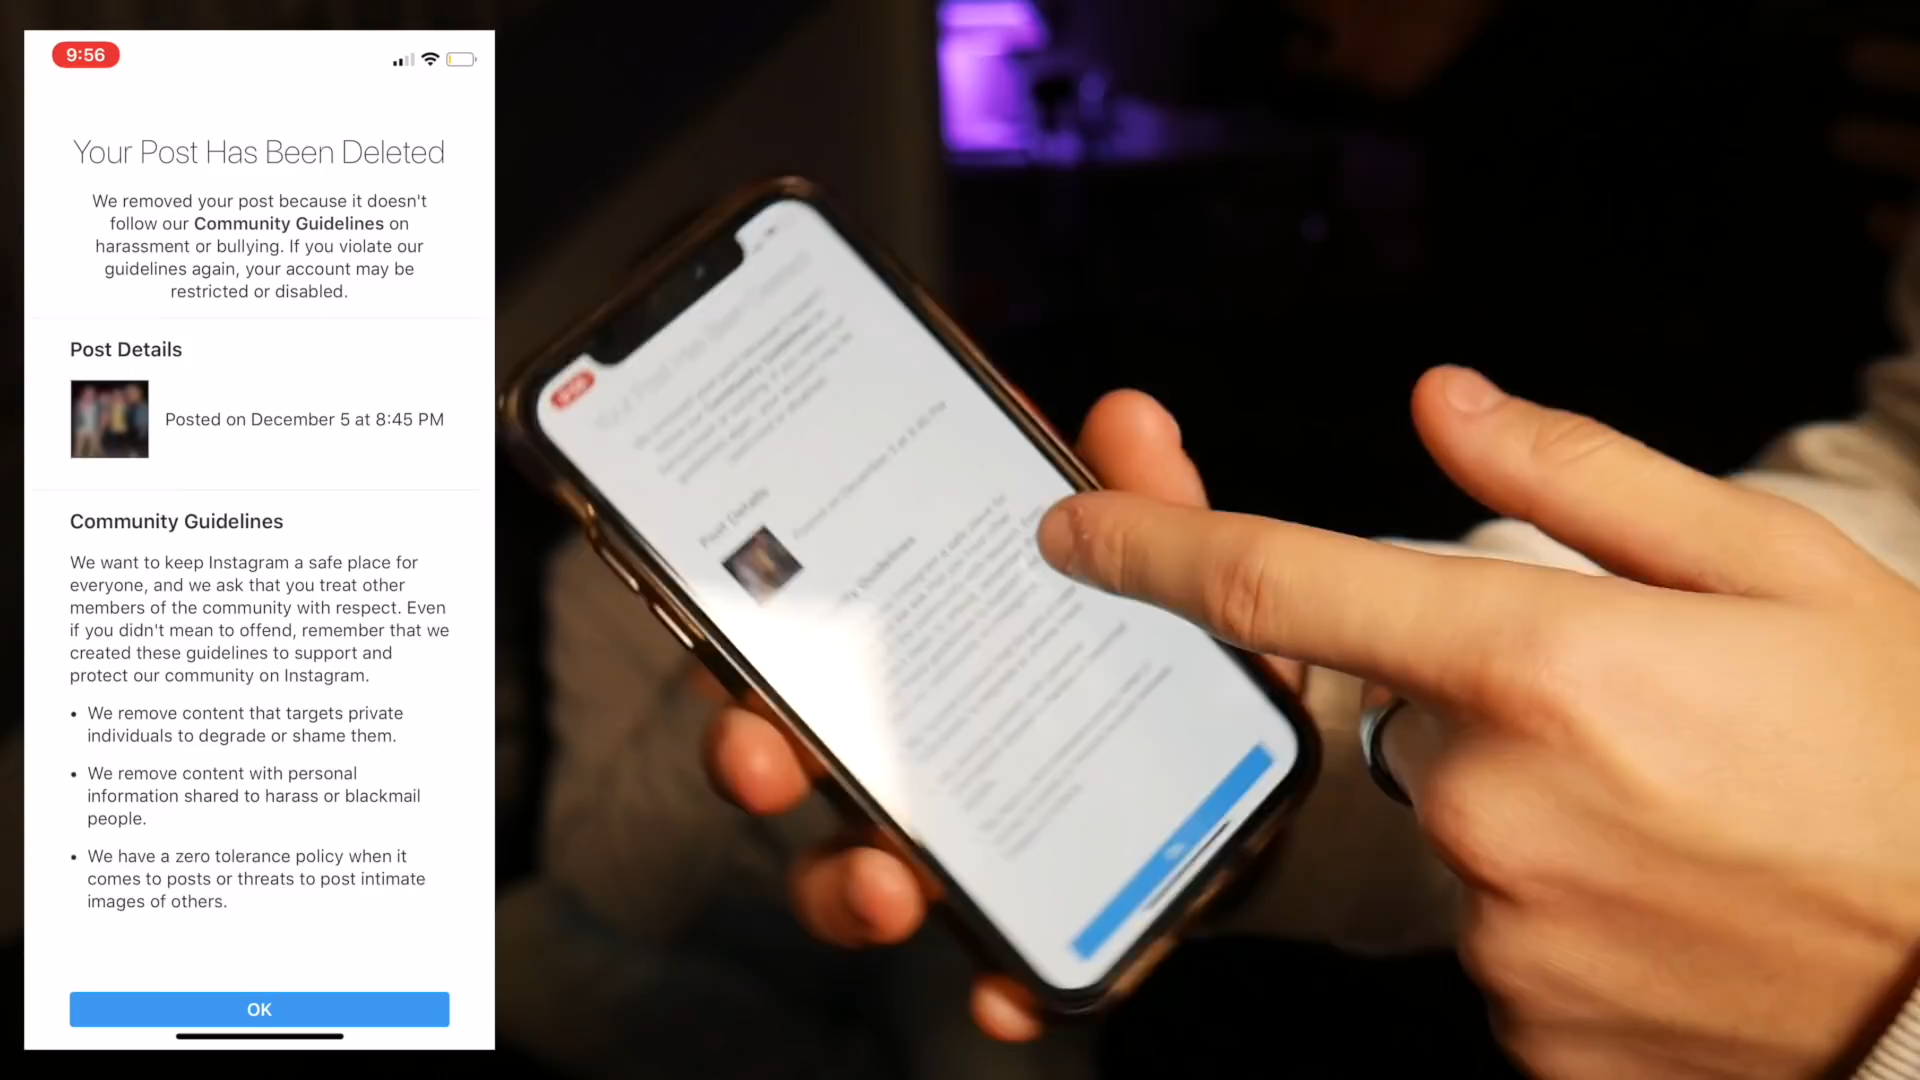 9:56
Your Post Has Been Deleted
We removed your post because it doesn't
follow our Community Guidelines on
harassment or bullying. If you violate our
guidelines again, your account may be
restricted or disabled.
Post Details
Posted on December 5 at 8:45 PM
Community Guidelines
We want to keep Instagram a safe place for
everyone, and we ask that you treat other
members of the community with respect. Even
if you didn't mean to offend, remember that we
created these guidelines to support and
protect our community on Instagram.
• We remove content that targets private
individuals to degrade or shame them.
• We remove content with personal
information shared to harass or blackmail
people.
• We have a zero tolerance policy when it
comes to posts or threats to post intimate
images of others.
OK
Post Details